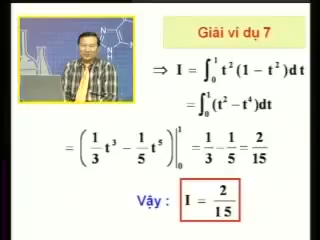 Giải ví dụ 7
⇒ I = ∫₀¹ t²(1 − t²)dt
= ∫₀¹ (t² − t⁴)dt
= (1/3 t³ − 1/5 t⁵)|₀¹ = 1/3 − 1/5 = 2/15
Vậy : I = 2/15